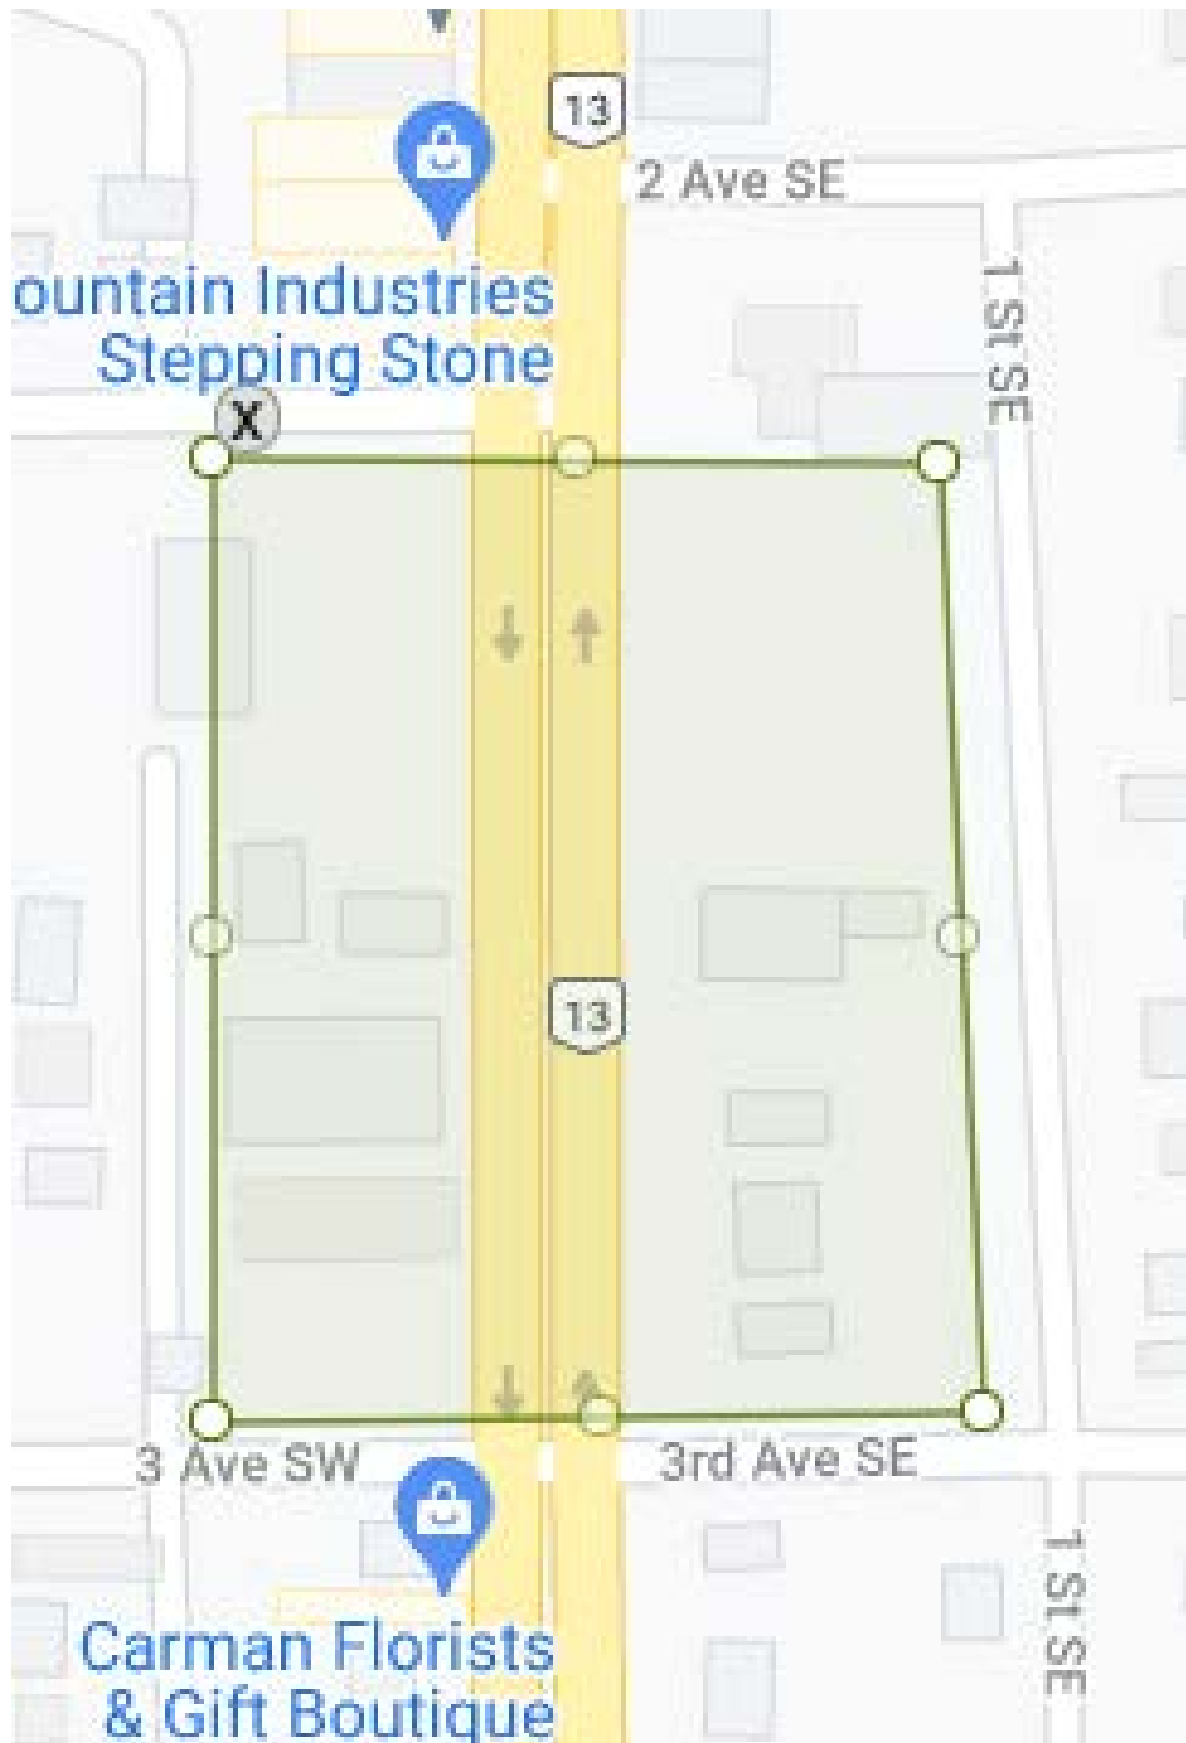 13
2 Ave SE
ountain Industries
Stepping Stone
1 St SE
X
13
3 Ave SW
3rd Ave SE
1 St SE
Carman Florists
& Gift Boutique